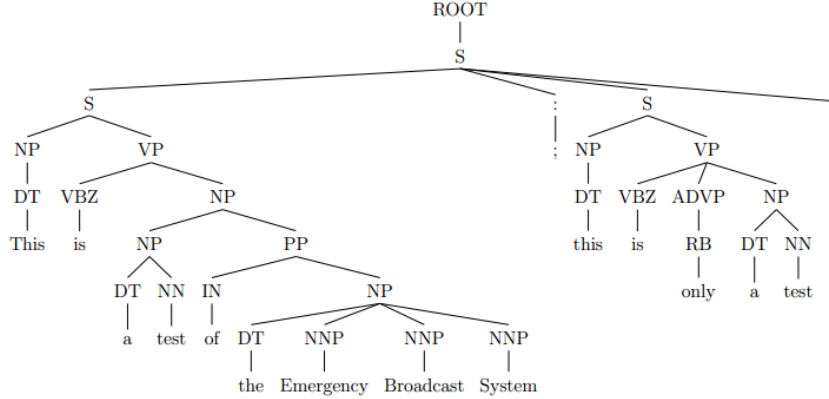 ROOT
S
S : S
NP VP ; NP VP
DT VBZ NP DT VBZ ADVP NP
This is NP PP this is RB DT NN
DT NN IN NP only a test
a test of DT NNP NNP NNP
the Emergency Broadcast System